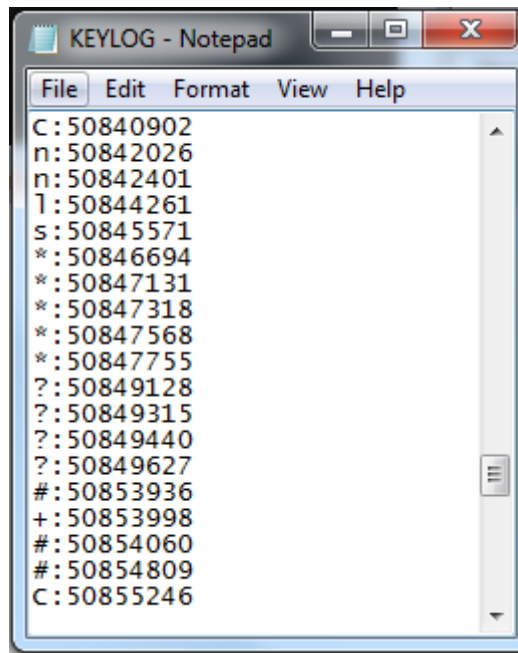 KEYLOG - Notepad
File Edit Format View Help
C:50840902
n:50842026
n:50842401
l:50844261
s:50845571
*:50846694
*:50847131
*:50847318
*:50847568
*:50847755
?:50849128
?:50849315
?:50849440
?:50849627
#:50853936
+:50853998
#:50854060
#:50854809
C:50855246